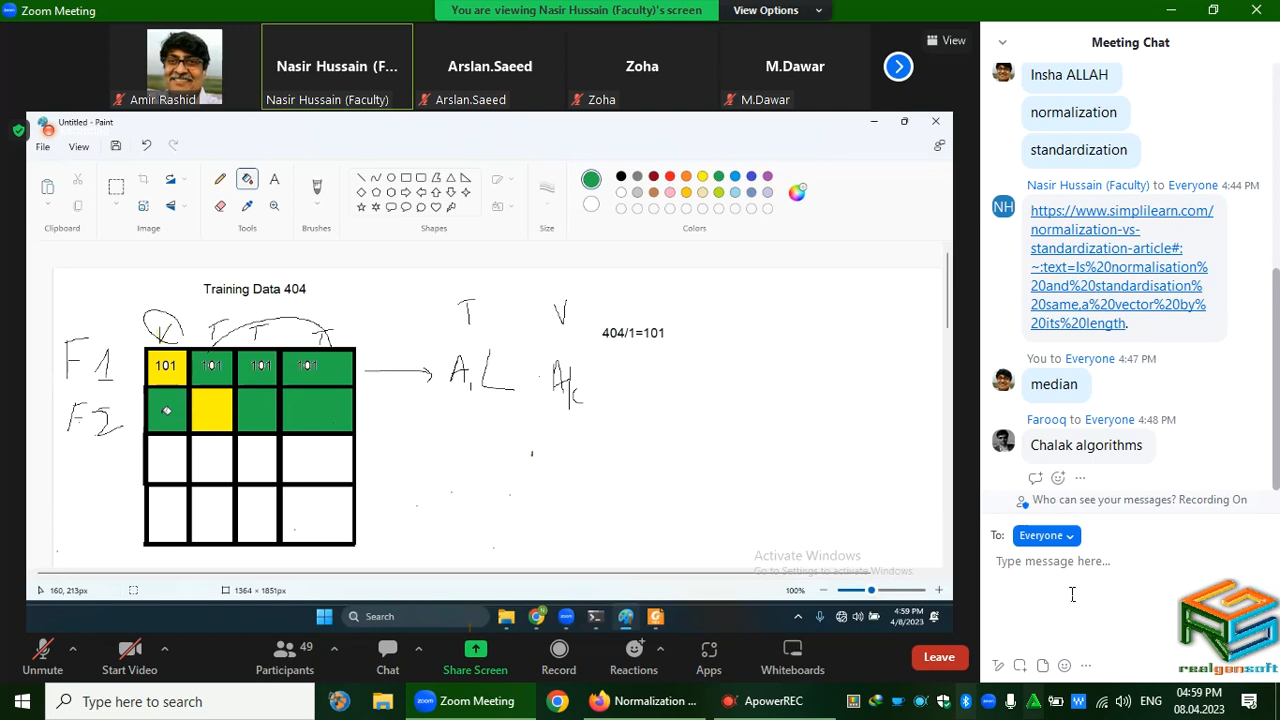 Zoom Meeting
You are viewing Nasir Hussain (Faculty)'s screen
View Options
Nasir Hussain (F...
Arslan.Saeed
Zoha
M.Dawar
View
Amir Rashid
Nasir Hussain (Faculty)
Arslan.Saeed
Zoha
M.Dawar
Untitled - Paint
File
View
Clipboard
Image
Tools
Brushes
Shapes
Size
Colors
Training Data 404
T
V
404/1=101
V
T
T
T
F1
101
101
101
101
A1
A/c
F2
Activate Windows
Go to Settings to activate Windows.
160, 213px
1364 × 1851px
100%
Search
4:59 PM
4/8/2023
Meeting Chat
Insha ALLAH
normalization
standardization
Nasir Hussain (Faculty) to Everyone 4:44 PM
NH
https://www.simplilearn.com/
normalization-vs-
standardization-article#:
~:text=Is%20normalisation%
20and%20standardisation%
20same,a%20vector%20by%
20its%20length.
You to Everyone 4:47 PM
median
Farooq to Everyone 4:48 PM
Chalak algorithms
Who can see your messages? Recording On
To: Everyone
Type message here...
realgensoft
Unmute
Start Video
49
Participants
Chat
Share Screen
Record
Reactions
Apps
Whiteboards
Leave
Type here to search
Zoom Meeting
Normalization ...
ApowerREC
ENG
04:59 PM
08.04.2023